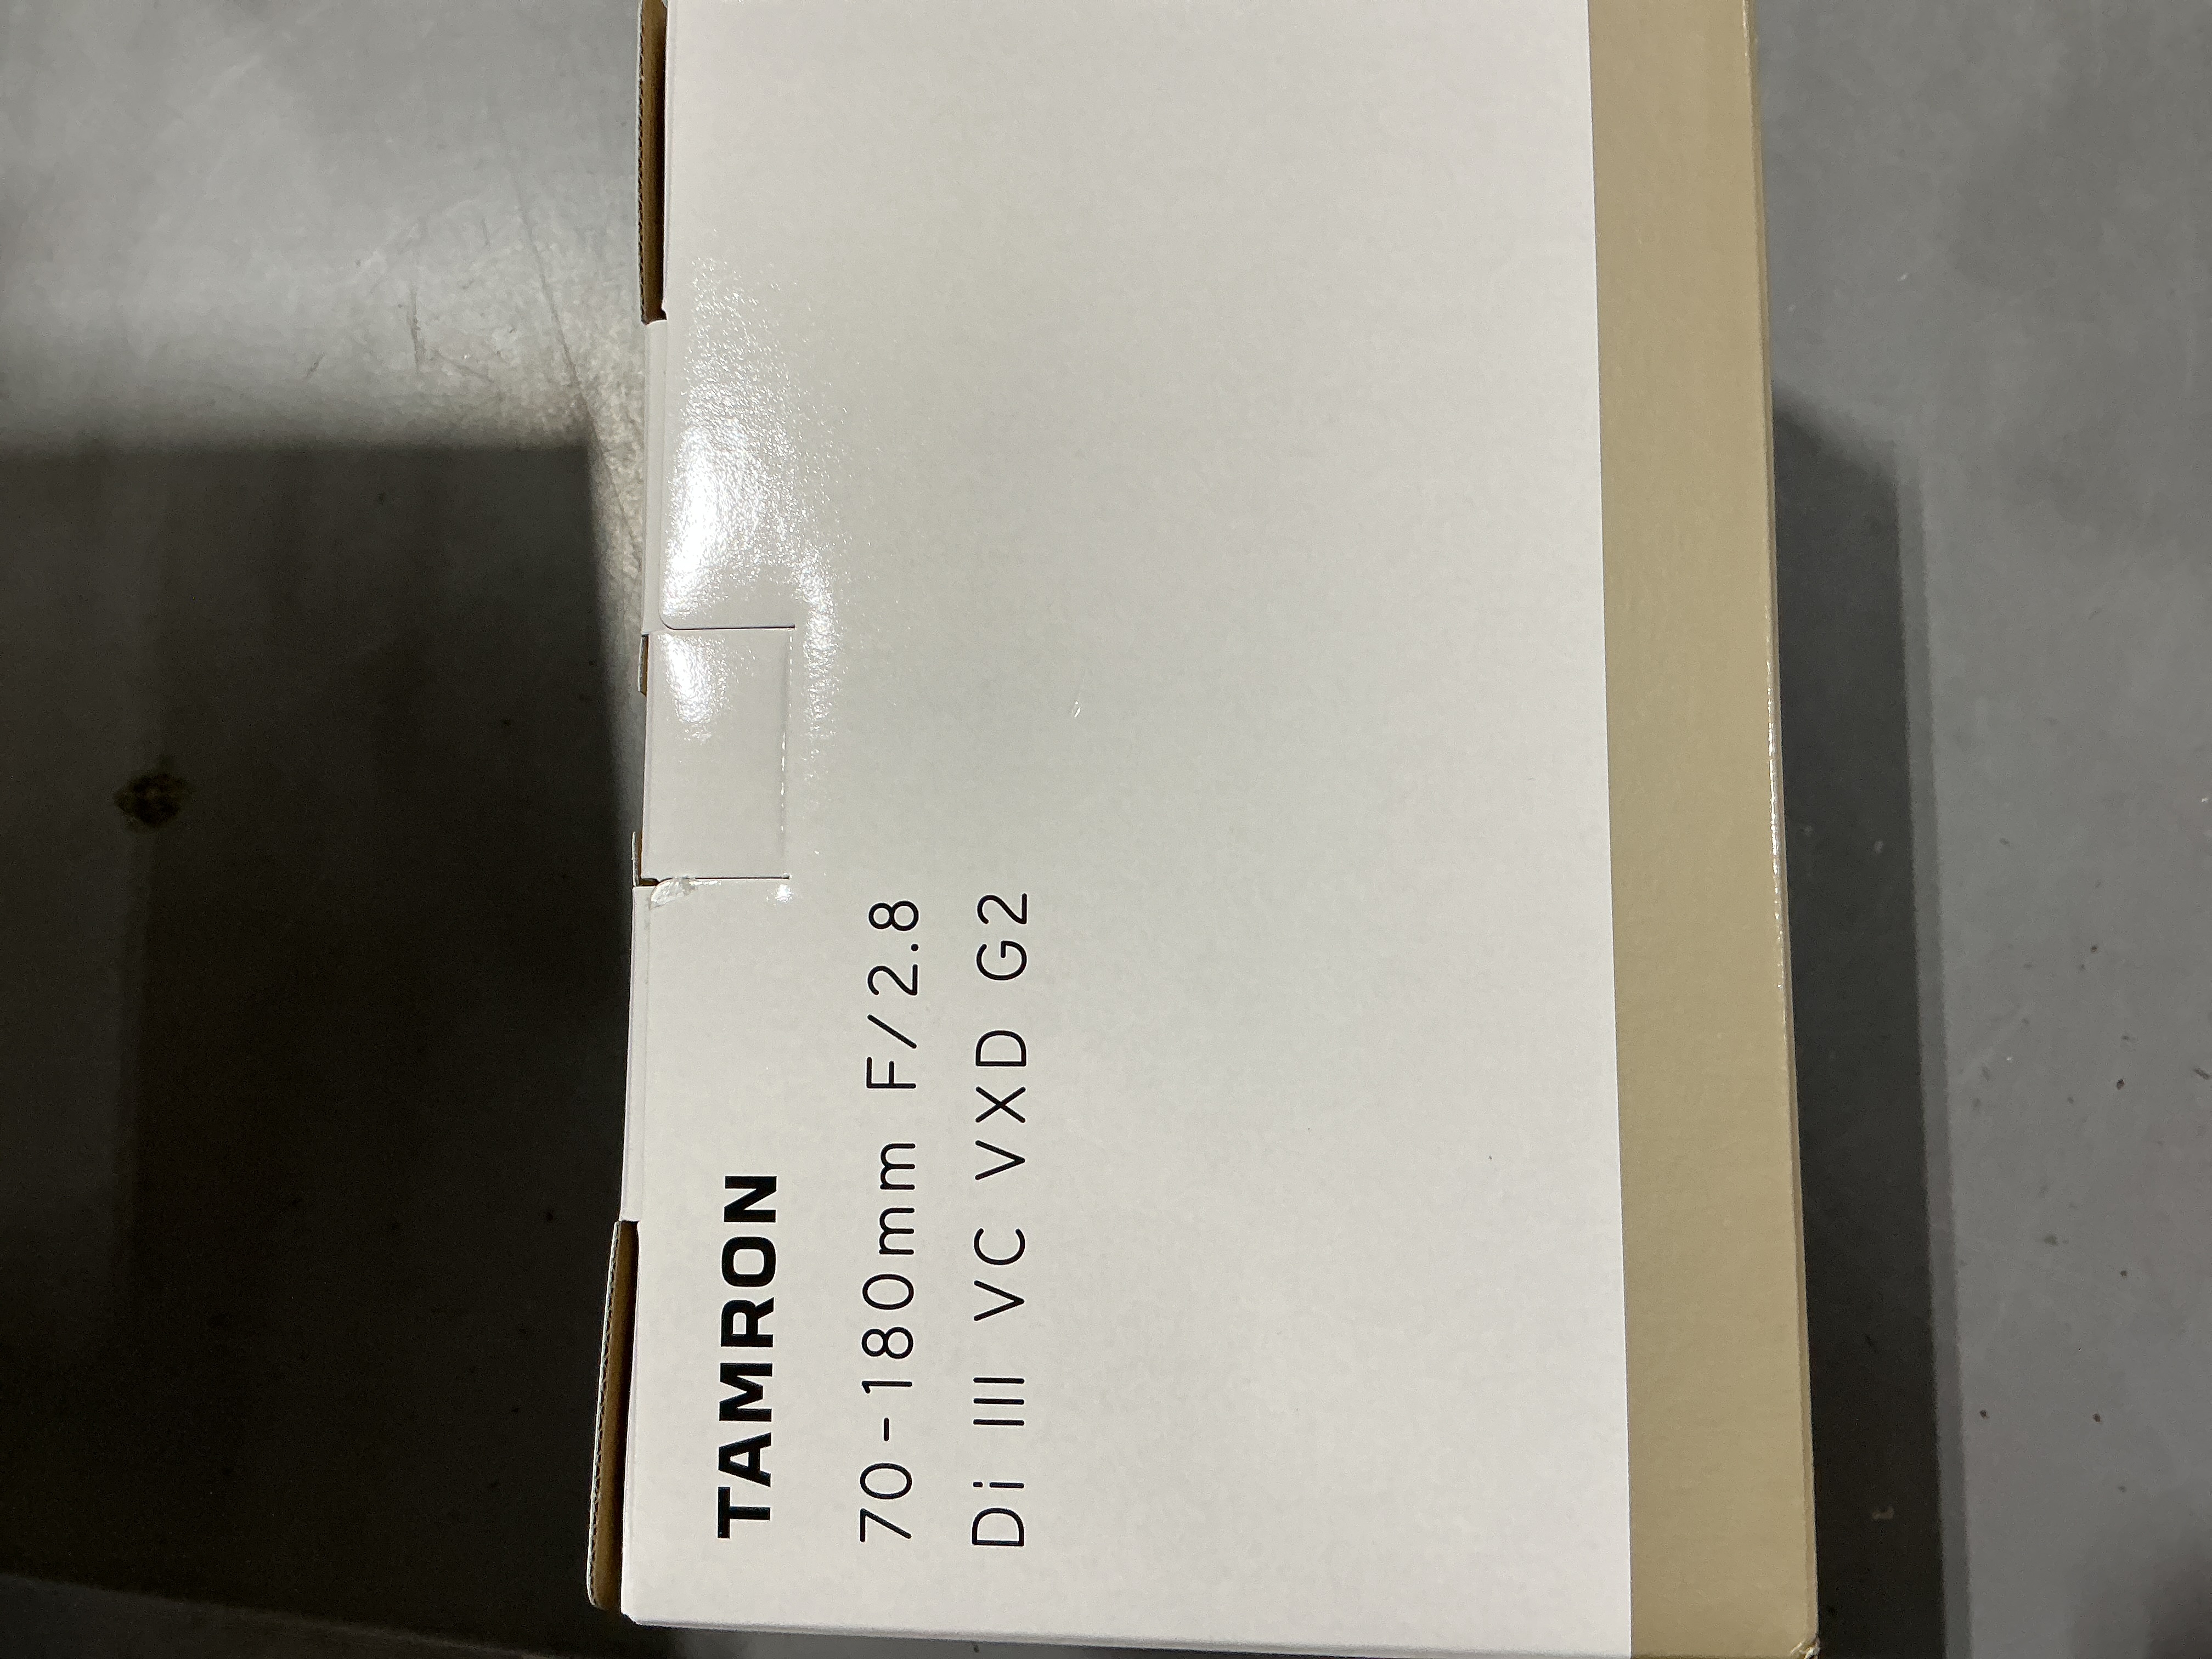 TAMRON
70-180mm F/2.8
Di III VC VXD G2